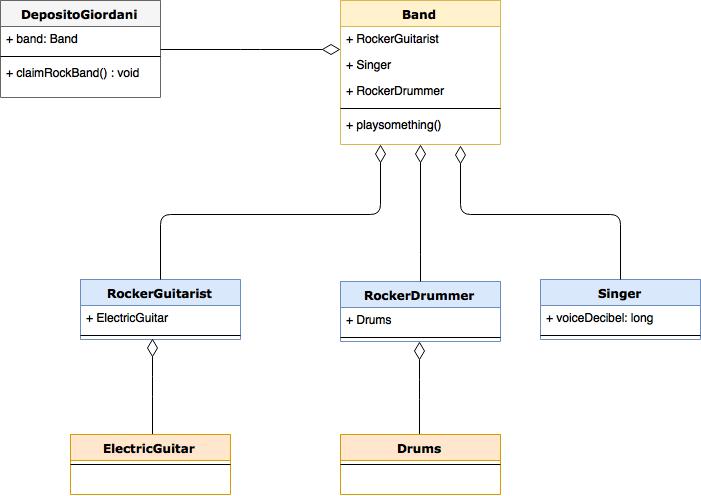 DepositoGiordani
+ band: Band
+ claimRockBand() : void
Band
+ RockerGuitarist
+ Singer
+ RockerDrummer
+ playsomething()
RockerGuitarist
+ ElectricGuitar
RockerDrummer
+ Drums
Singer
+ voiceDecibel: long
ElectricGuitar
Drums